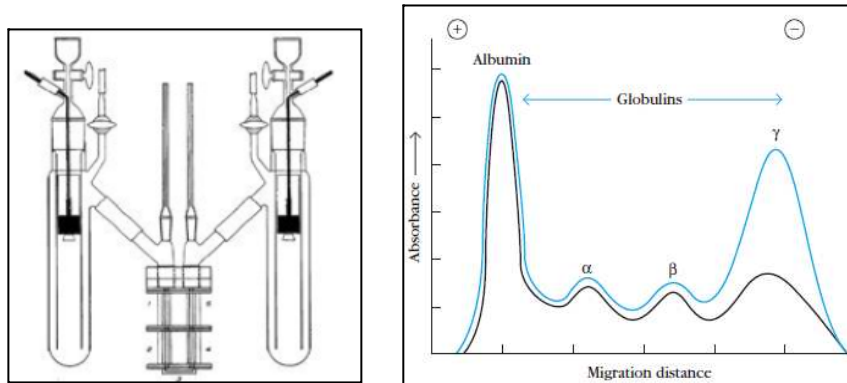 +
−
Albumin
Globulins
γ
α
β
Absorbance
Migration distance